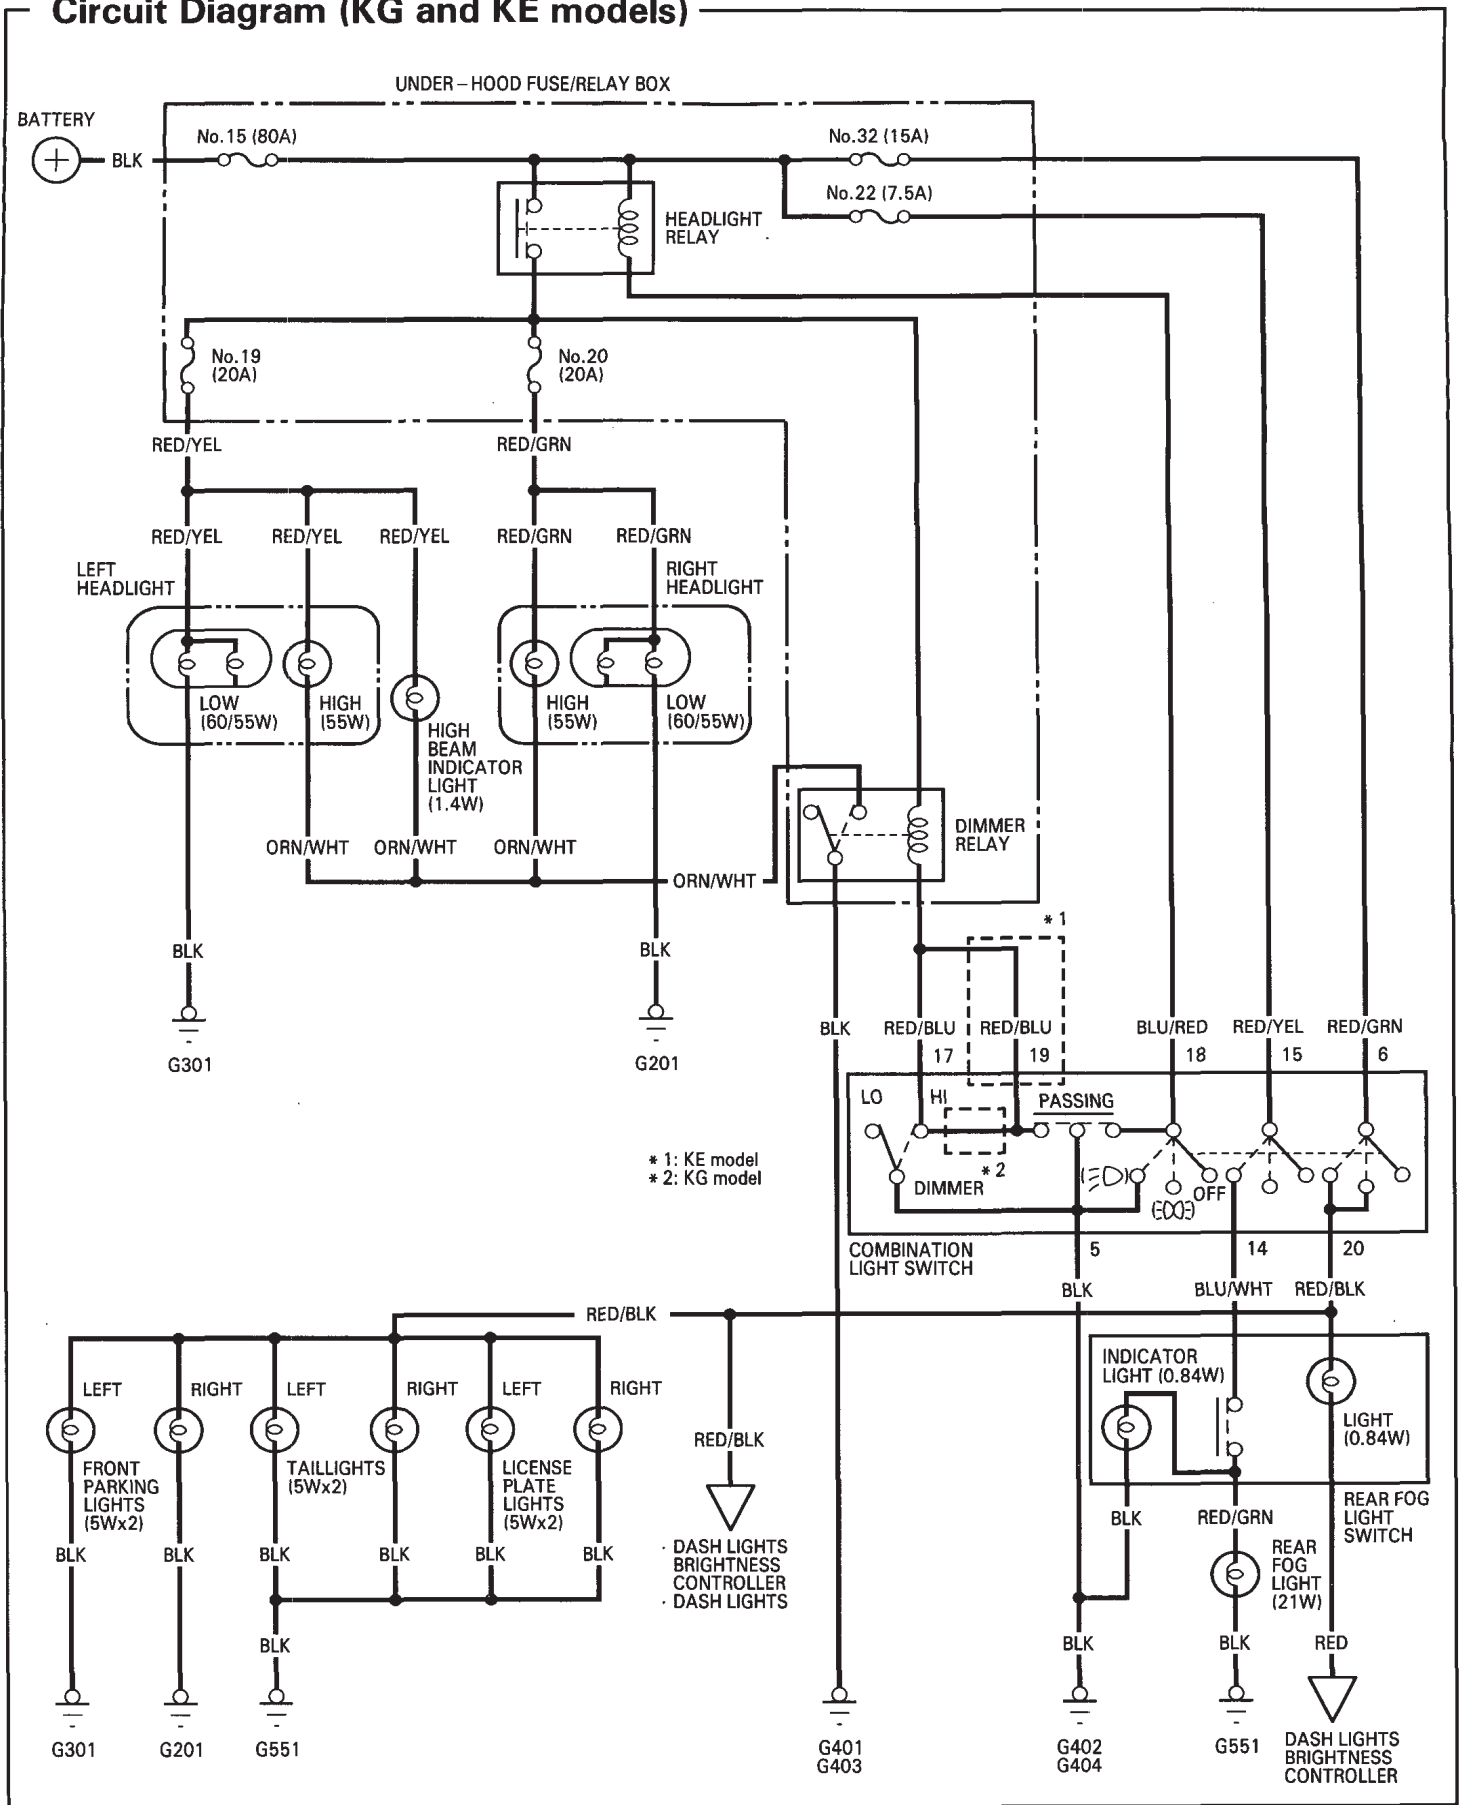 Circuit Diagram (KG and KE models)
UNDER-HOOD FUSE/RELAY BOX
BATTERY
+
BLK
No.15 (80A)
No.32 (15A)
No.22 (7.5A)
HEADLIGHT
RELAY
No.19
(20A)
No.20
(20A)
RED/YEL
RED/GRN
RED/YEL
RED/YEL
RED/YEL
RED/GRN
RED/GRN
LEFT
HEADLIGHT
RIGHT
HEADLIGHT
LOW
(60/55W)
HIGH
(55W)
HIGH
BEAM
INDICATOR
LIGHT
(1.4W)
HIGH
(55W)
LOW
(60/55W)
DIMMER
RELAY
ORN/WHT
ORN/WHT
ORN/WHT
ORN/WHT
* 1
BLK
BLK
G301
G201
BLK
RED/BLU
RED/BLU
BLU/RED
RED/YEL
RED/GRN
17
19
18
15
6
LO
HI
PASSING
* 1: KE model
* 2: KG model
* 2
DIMMER
OFF
COMBINATION
LIGHT SWITCH
5
14
20
BLK
BLU/WHT
RED/BLK
RED/BLK
INDICATOR
LIGHT (0.84W)
LEFT
RIGHT
LEFT
RIGHT
LEFT
RIGHT
LIGHT
(0.84W)
RED/BLK
FRONT
PARKING
LIGHTS
(5Wx2)
TAILLIGHTS
(5Wx2)
LICENSE
PLATE
LIGHTS
(5Wx2)
REAR FOG
LIGHT
SWITCH
BLK
RED/GRN
REAR
FOG
LIGHT
(21W)
BLK
BLK
BLK
BLK
BLK
BLK
· DASH LIGHTS
BRIGHTNESS
CONTROLLER
· DASH LIGHTS
BLK
BLK
BLK
RED
G301
G201
G551
G401
G403
G402
G404
G551
DASH LIGHTS
BRIGHTNESS
CONTROLLER